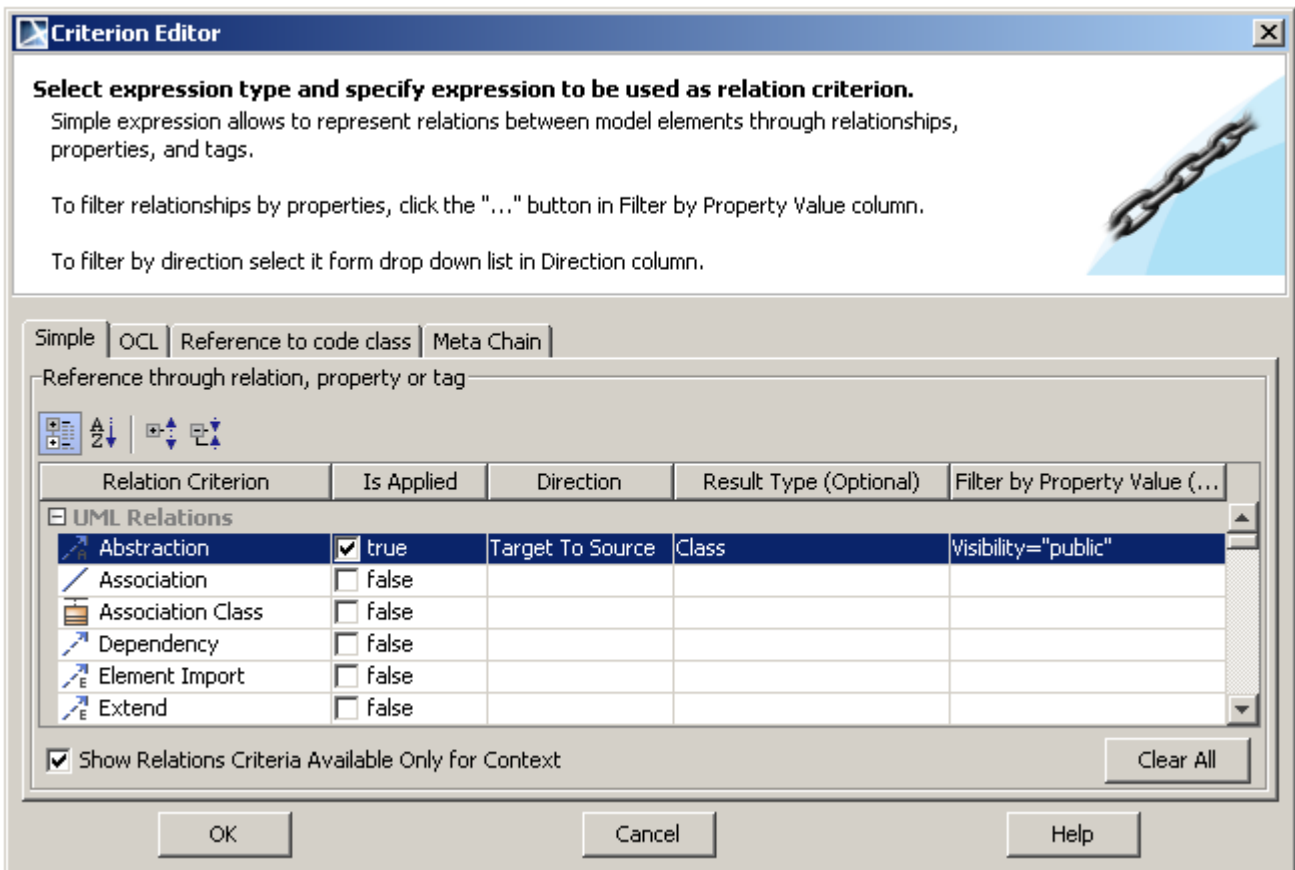 Criterion Editor
Select expression type and specify expression to be used as relation criterion.
Simple expression allows to represent relations between model elements through relationships,
properties, and tags.
To filter relationships by properties, click the "..." button in Filter by Property Value column.
To filter by direction select it form drop down list in Direction column.
Simple OCL Reference to code class Meta Chain
Reference through relation, property or tag
Relation Criterion Is Applied Direction Result Type (Optional) Filter by Property Value (...
UML Relations
Abstraction true Target To Source Class Visibility="public"
Association false
Association Class false
Dependency false
Element Import false
Extend false
Show Relations Criteria Available Only for Context Clear All
OK Cancel Help